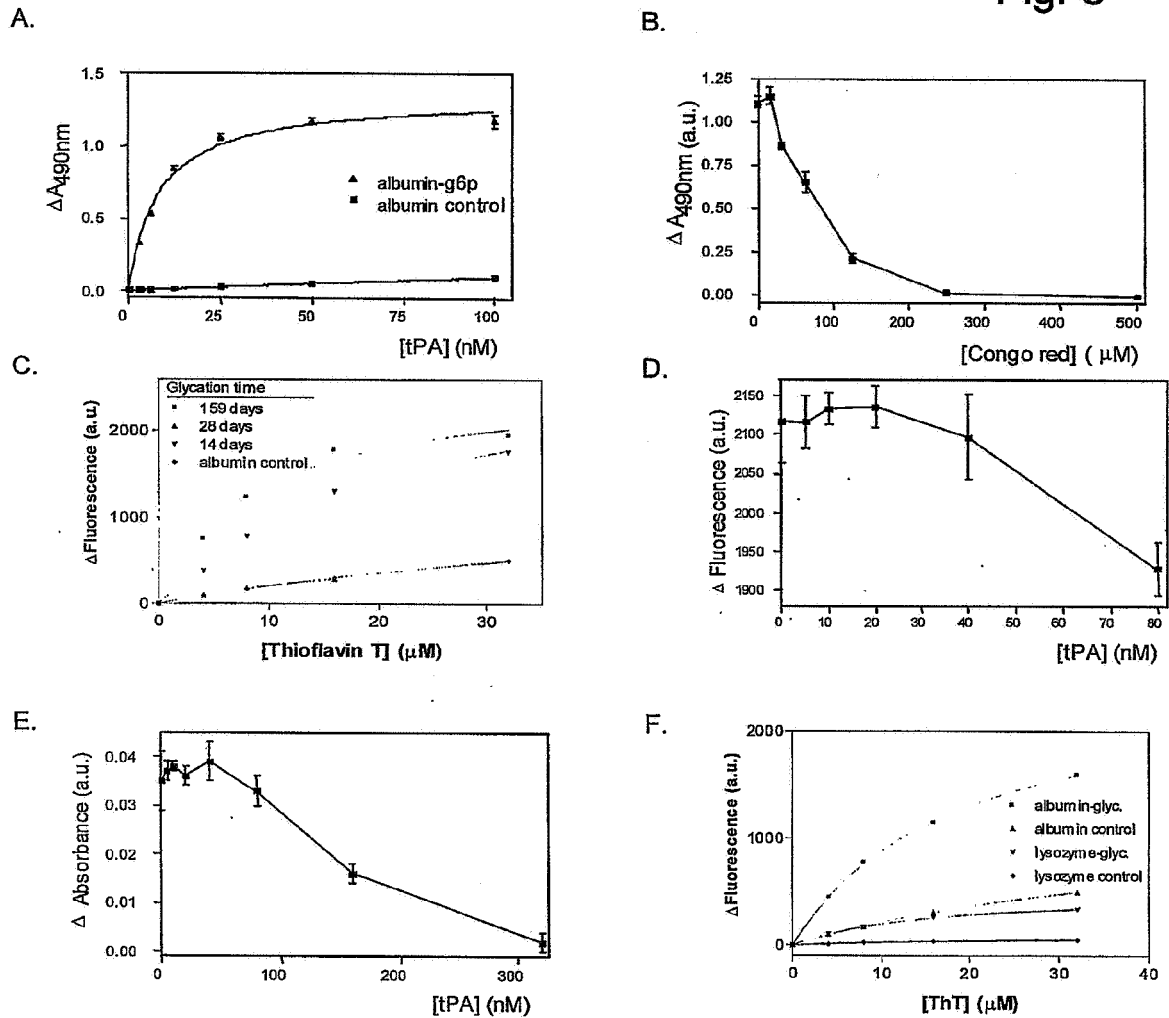 A.
ΔA490nm
1.5
1.0
0.5
0.0
albumin-g6p
albumin control
0 25 50 75 100
[tPA] (nM)
B.
Δ A490nm (a.u.)
1.25
1.00
0.75
0.50
0.25
0.00
0 100 200 300 400 500
[Congo red] ( μM)
C.
ΔFluorescence (a.u.)
2000
1000
0
Glycation time
159 days
28 days
14 days
albumin control
0 10 20 30
[Thioflavin T] (μM)
D.
Δ Fluorescence (a.u.)
2150
2100
2050
2000
1950
1900
0 10 20 30 40 50 60 70 80
[tPA] (nM)
E.
Δ Absorbance (a.u.)
0.04
0.03
0.02
0.01
0.00
0 100 200 300
[tPA] (nM)
F.
ΔFluorescence (a.u.)
2000
1000
0
albumin-glyc.
albumin control
lysozyme-glyc.
lysozyme control
0 10 20 30 40
[ThT] (μM)